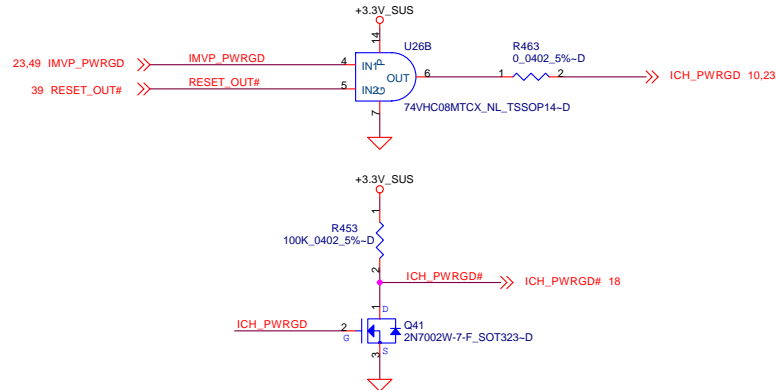 +3.3V_SUS
14
U26B
23,49 IMVP_PWRGD
IMVP_PWRGD
4
IN1
P
R463
0_0402_5%~D
OUT
6
1
2
ICH_PWRGD 10,23
39 RESET_OUT#
RESET_OUT#
5
IN2
G
7
74VHC08MTCX_NL_TSSOP14~D
+3.3V_SUS
1
R453
100K_0402_5%~D
2
ICH_PWRGD#
ICH_PWRGD# 18
1
D
ICH_PWRGD
2
G
Q41
2N7002W-7-F_SOT323~D
S
3